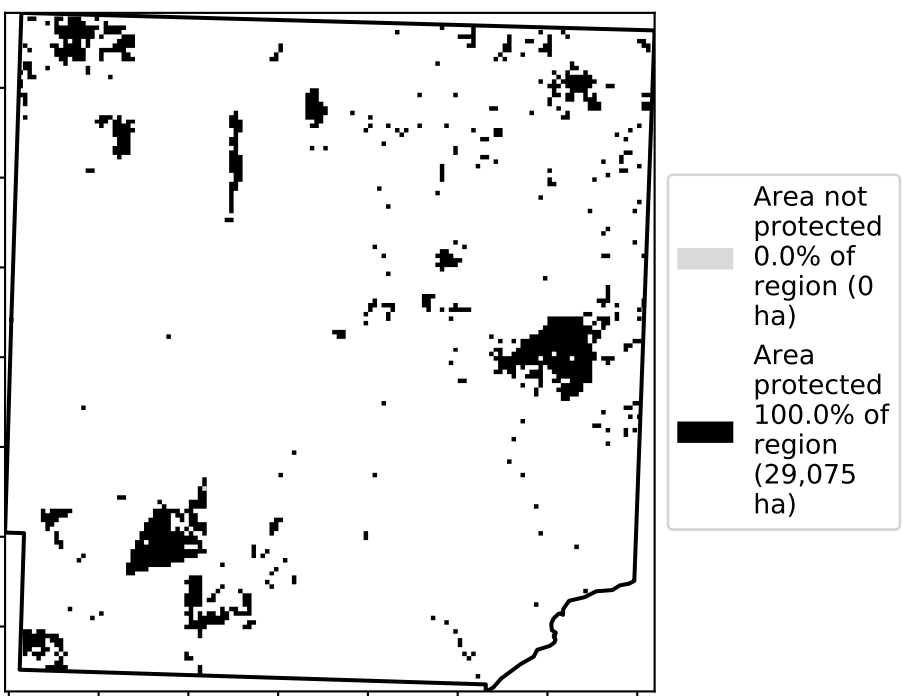 Area not
protected
0.0% of
region (0
ha)
Area
protected
100.0% of
region
(29,075
ha)